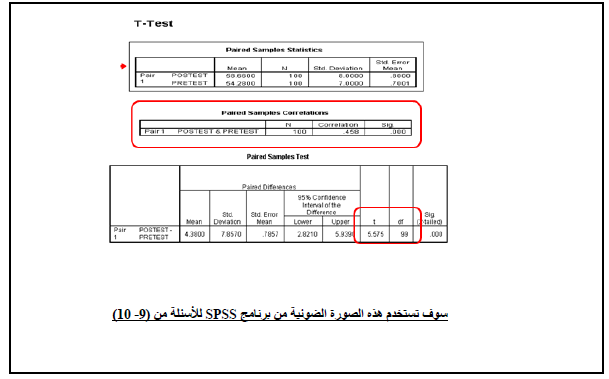 T-Test
Paired Samples Statistics
Mean N Std. Deviation Std. Error Mean
Pair 1 POSTEST 58.6600 100 8.0000 .8000
PRETEST 54.2800 100 7.0000 .7001
Paired Samples Correlations
N Correlation Sig.
Pair 1 POSTEST & PRETEST 100 .458 .000
Paired Samples Test
Paired Differences
95% Confidence Interval of the Difference
Mean Std. Deviation Std. Error Mean Lower Upper t df Sig. (2-tailed)
Pair 1 POSTEST - PRETEST 4.3800 7.8570 .7857 2.8210 5.9390 5.575 99 .000
سوف تستخدم هذه الصورة الضوئية من برنامج SPSS للأسئلة من (9- 10)